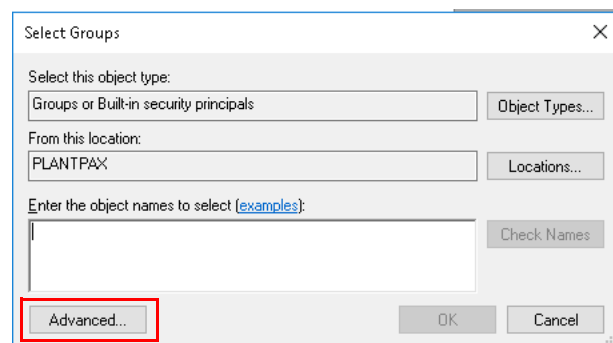 Select Groups
Select this object type:
Groups or Built-in security principals
Object Types...
From this location:
PLANTPAX
Locations...
Enter the object names to select (examples):
Check Names
Advanced...
OK
Cancel